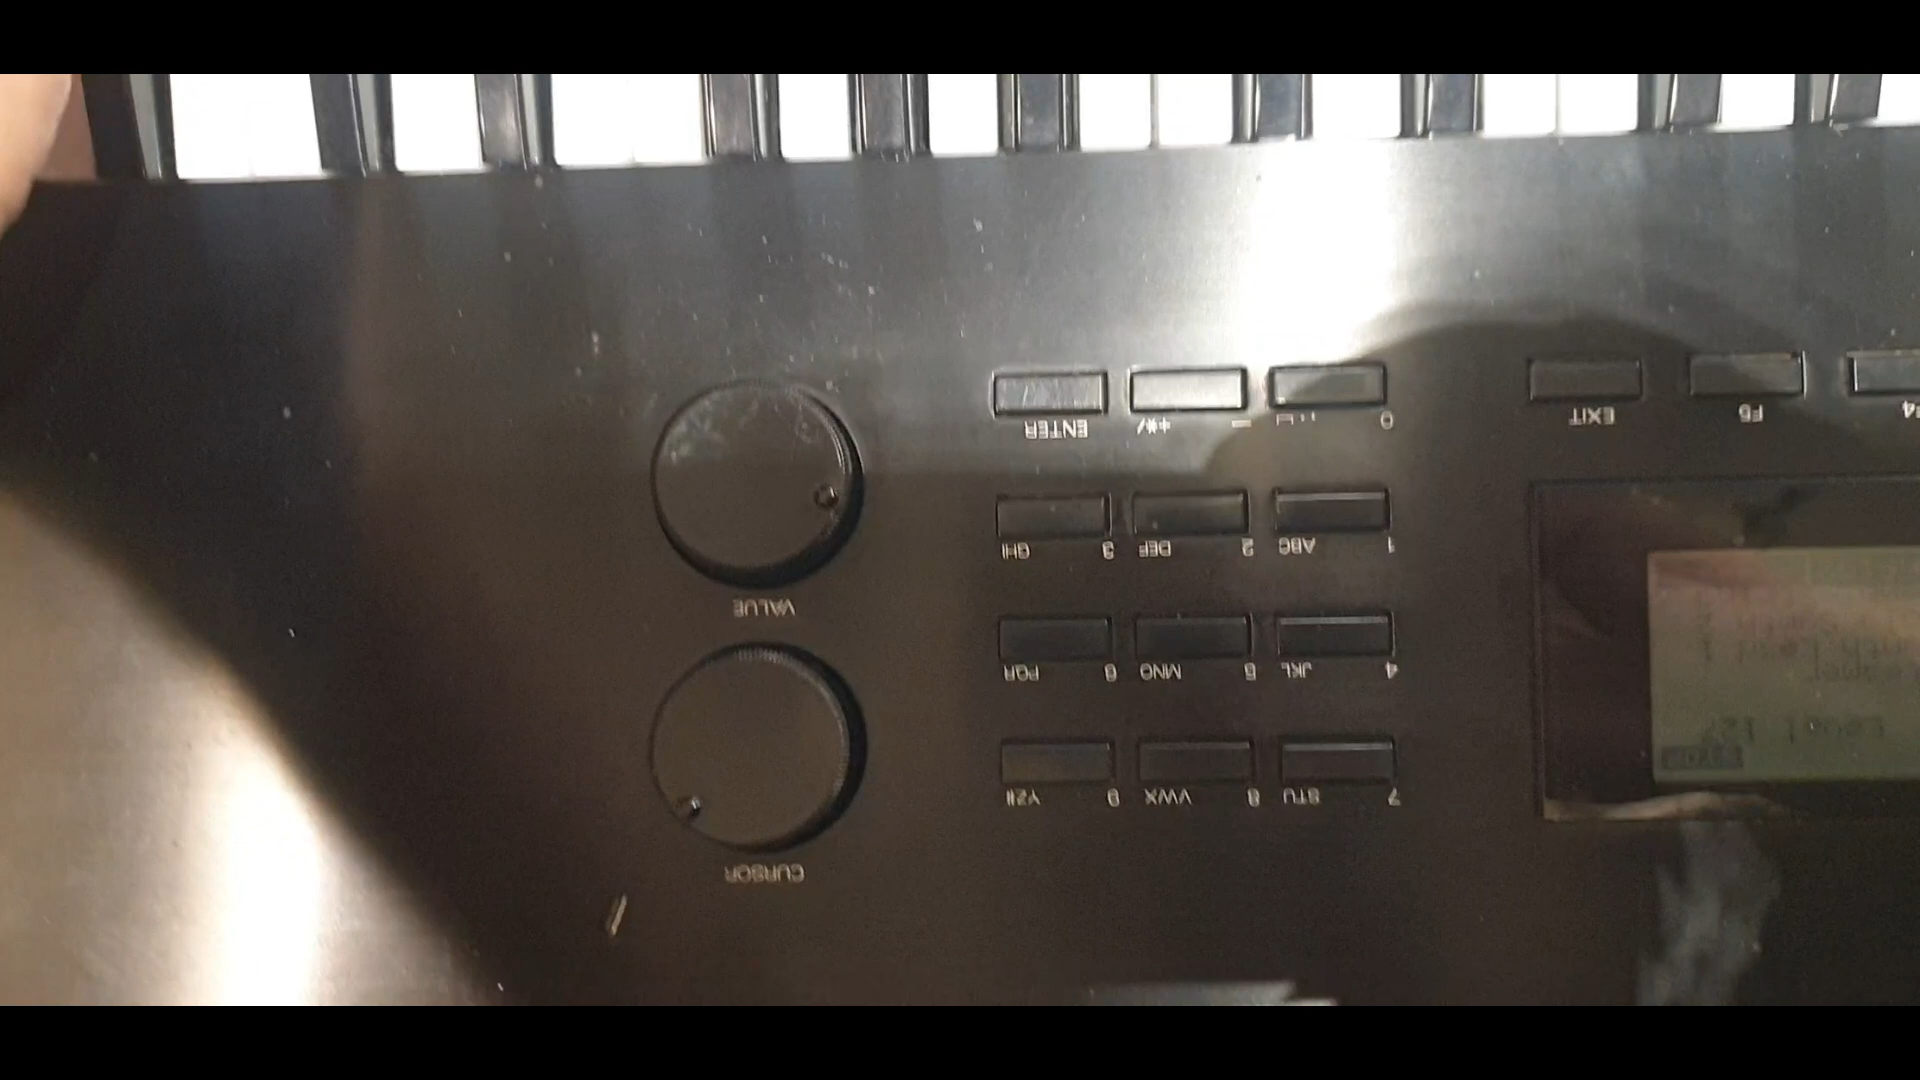 CURSOR
7 STU 8 VWX 9 YZ#
4 JKL 5 MNO 6 PQR
VALUE
1 ABC 2 DEF 3 GHI
F5 EXIT
0 - +*/ ENTER